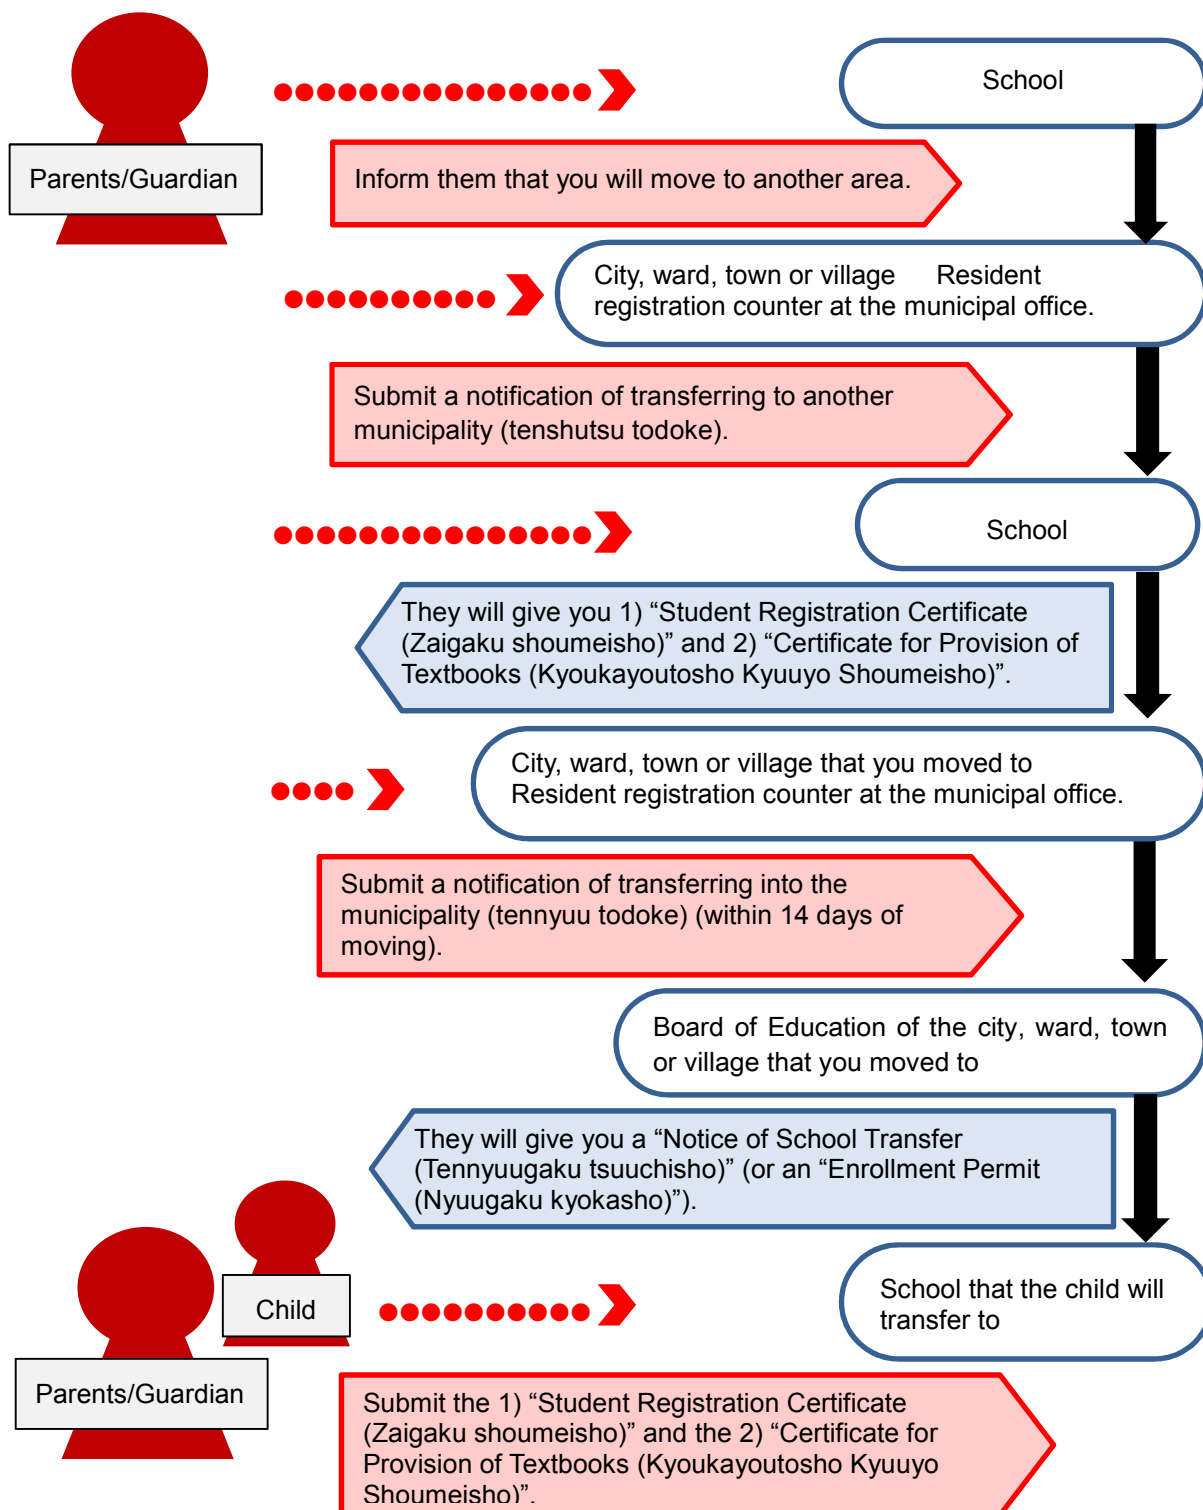 School
Parents/Guardian
Inform them that you will move to another area.
City, ward, town or village Resident
registration counter at the municipal office.
Submit a notification of transferring to another
municipality (tenshutsu todoke).
School
They will give you 1) “Student Registration Certificate
(Zaigaku shoumeisho)” and 2) “Certificate for Provision of
Textbooks (Kyoukayoutosho Kyuuyo Shoumeisho)”.
City, ward, town or village that you moved to
Resident registration counter at the municipal office.
Submit a notification of transferring into the
municipality (tennyuu todoke) (within 14 days of
moving).
Board of Education of the city, ward, town
or village that you moved to
They will give you a “Notice of School Transfer
(Tennyuugaku tsuuchisho)” (or an “Enrollment Permit
(Nyuugaku kyokasho)”).
Child
School that the child will
transfer to
Parents/Guardian
Submit the 1) “Student Registration Certificate
(Zaigaku shoumeisho)” and the 2) “Certificate for
Provision of Textbooks (Kyoukayoutosho Kyuuyo
Shoumeisho)”.